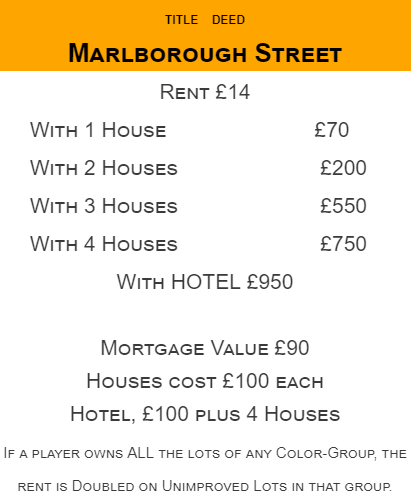 TITLE DEED
MARLBOROUGH STREET
RENT £14
WITH 1 HOUSE £70
WITH 2 HOUSES £200
WITH 3 HOUSES £550
WITH 4 HOUSES £750
WITH HOTEL £950
MORTGAGE VALUE £90
HOUSES COST £100 EACH
HOTEL, £100 PLUS 4 HOUSES
IF A PLAYER OWNS ALL THE LOTS OF ANY COLOR-GROUP, THE
RENT IS DOUBLED ON UNIMPROVED LOTS IN THAT GROUP.